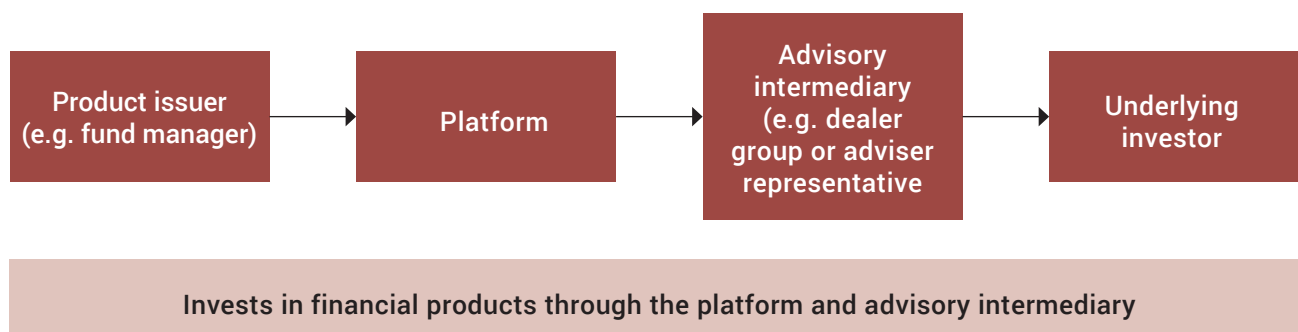 Product issuer
(e.g. fund manager)
Platform
Advisory
intermediary
(e.g. dealer
group or adviser
representative
Underlying
investor
Invests in financial products through the platform and advisory intermediary